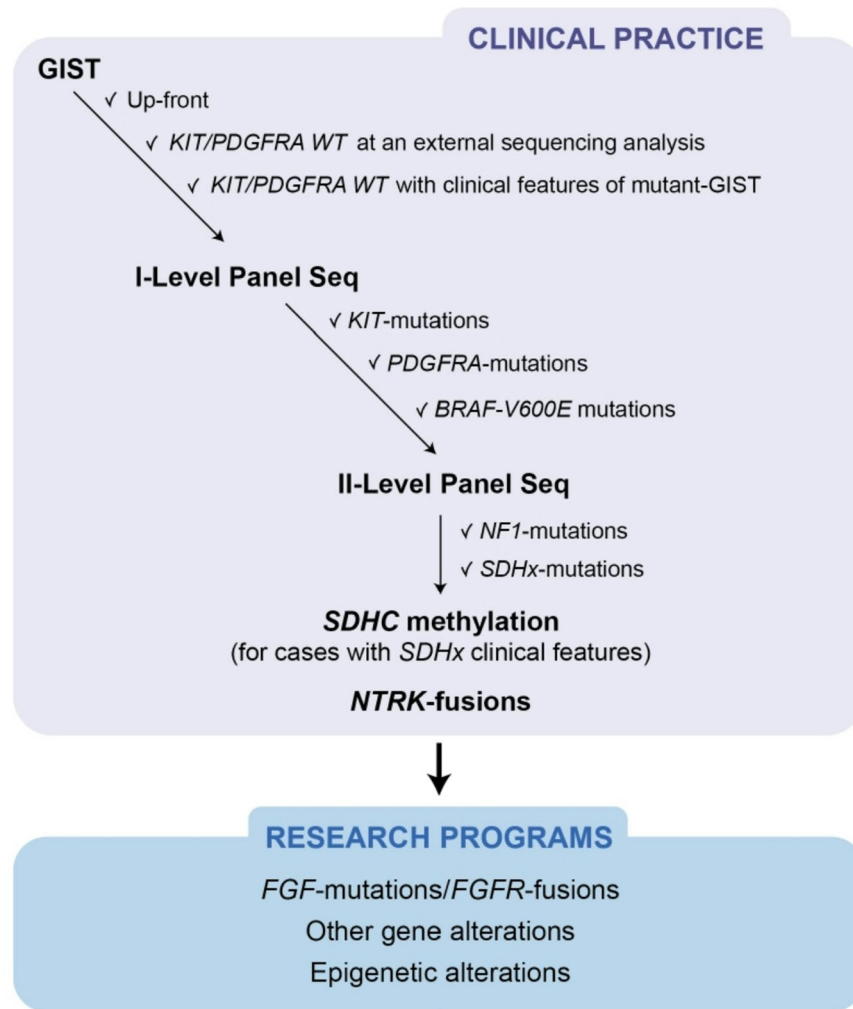 CLINICAL PRACTICE
GIST
✓ Up-front
✓ KIT/PDGFRA WT at an external sequencing analysis
✓ KIT/PDGFRA WT with clinical features of mutant-GIST
I-Level Panel Seq
✓ KIT-mutations
✓ PDGFRA-mutations
✓ BRAF-V600E mutations
II-Level Panel Seq
✓ NF1-mutations
✓ SDHx-mutations
SDHC methylation
(for cases with SDHx clinical features)
NTRK-fusions
RESEARCH PROGRAMS
FGF-mutations/FGFR-fusions
Other gene alterations
Epigenetic alterations